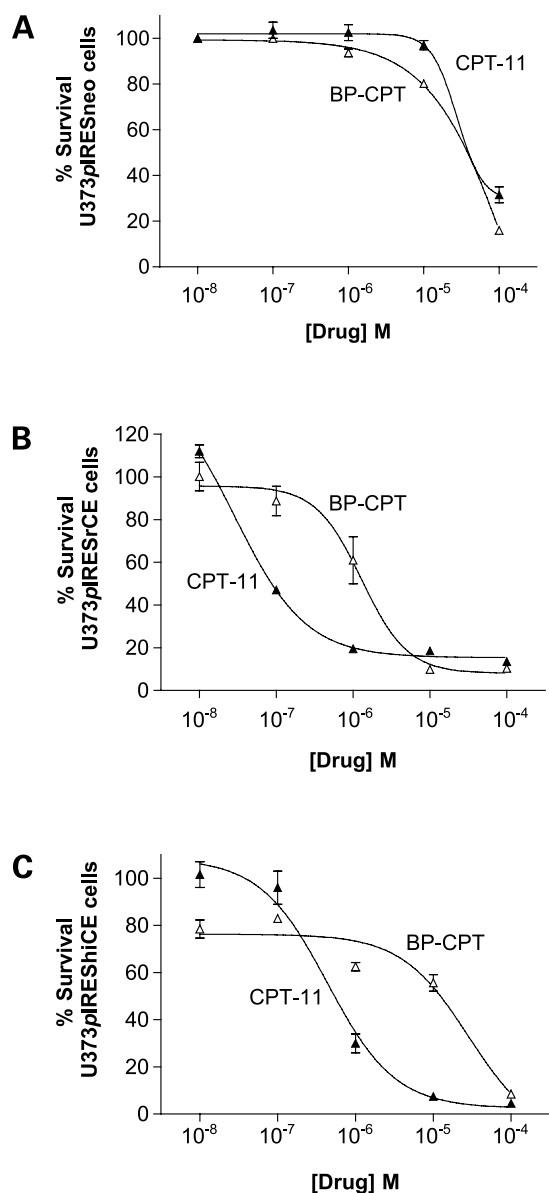 A
% Survival
U373pIRESneo cells
100
80
60
40
20
0
CPT-11
BP-CPT
10-8
10-7
10-6
10-5
10-4
[Drug] M
B
% Survival
U373pIRESrCE cells
120
100
80
60
40
20
0
BP-CPT
CPT-11
10-8
10-7
10-6
10-5
10-4
[Drug] M
C
% Survival
U373pIREShiCE cells
100
80
60
40
20
0
BP-CPT
CPT-11
10-8
10-7
10-6
10-5
10-4
[Drug] M